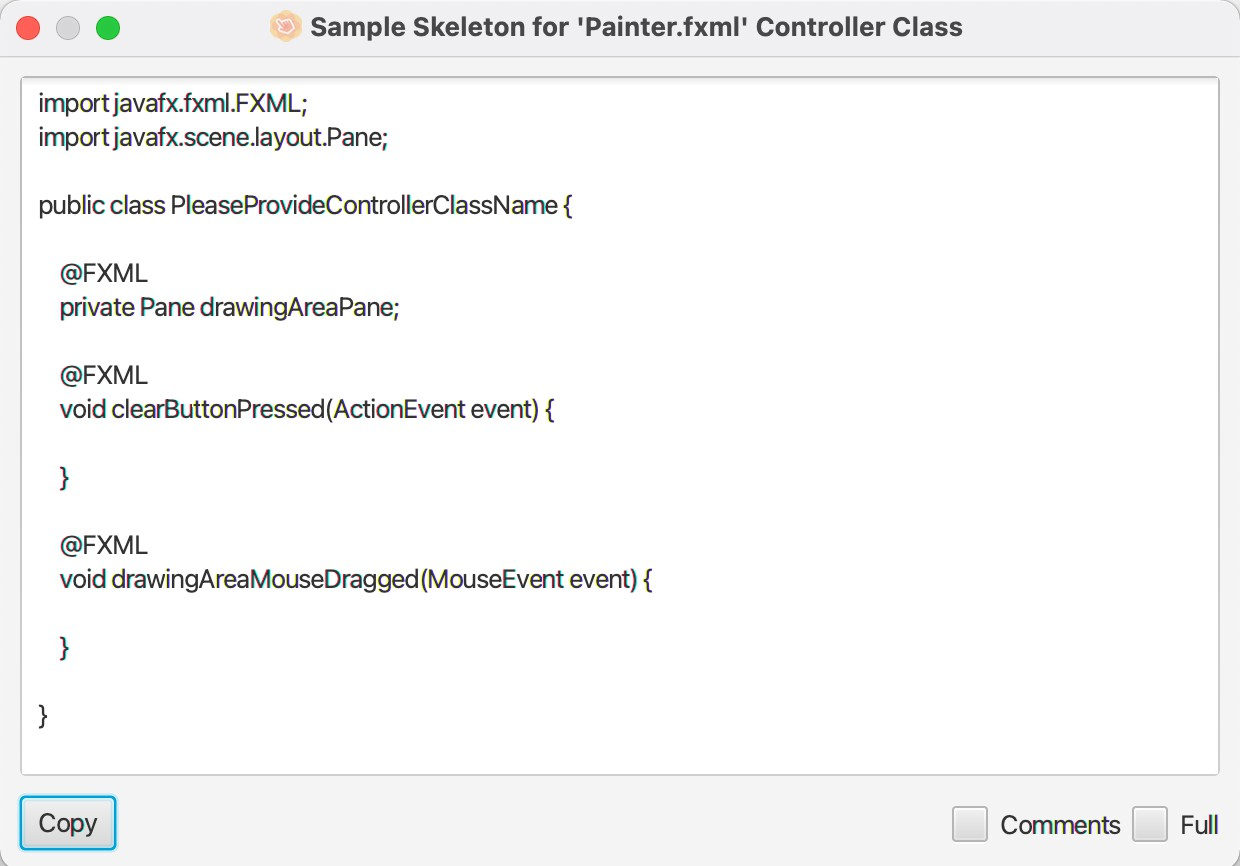 Sample Skeleton for 'Painter.fxml' Controller Class
import javafx.fxml.FXML;
import javafx.scene.layout.Pane;
public class PleaseProvideControllerClassName {
@FXML
private Pane drawingAreaPane;
@FXML
void clearButtonPressed(ActionEvent event) {
}
@FXML
void drawingAreaMouseDragged(MouseEvent event) {
}
}
Copy
Comments
Full